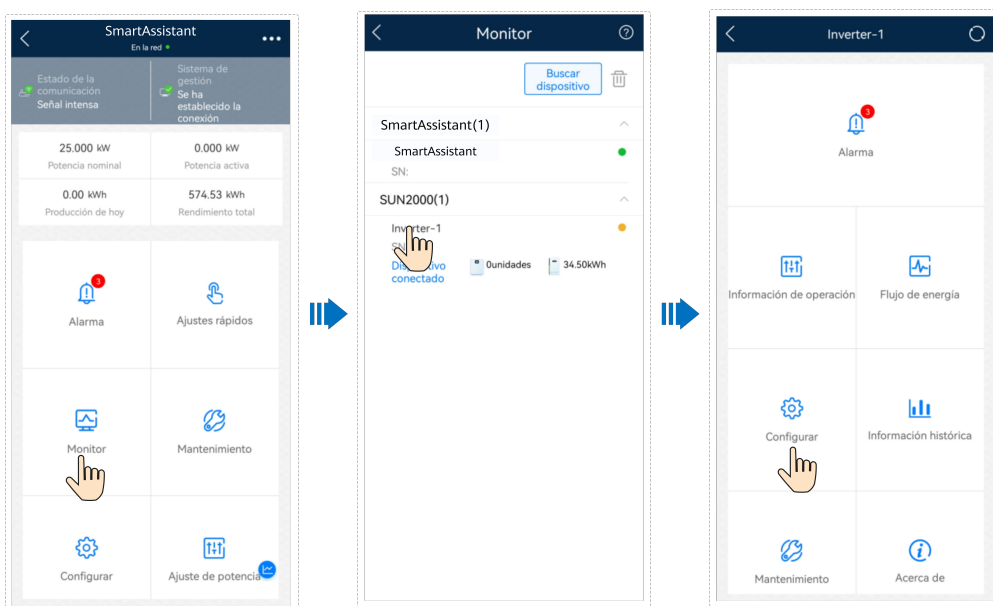 SmartAssistant
En la red
Estado de la
comunicación
Señal intensa
Sistema de
gestión
Se ha
establecido la
conexión
25.000 kW
Potencia nominal
0.000 kW
Potencia activa
0.00 kWh
Producción de hoy
574.53 kWh
Rendimiento total
3
Alarma
Ajustes rápidos
Monitor
Mantenimiento
Configurar
Ajuste de potencia
Monitor
Buscar
dispositivo
SmartAssistant(1)
SmartAssistant
SN:
SUN2000(1)
Inverter-1
SN
conectado
0unidades
34.50kWh
Inverter-1
3
Alarma
Información de operación
Flujo de energía
Configurar
Información histórica
Mantenimiento
Acerca de